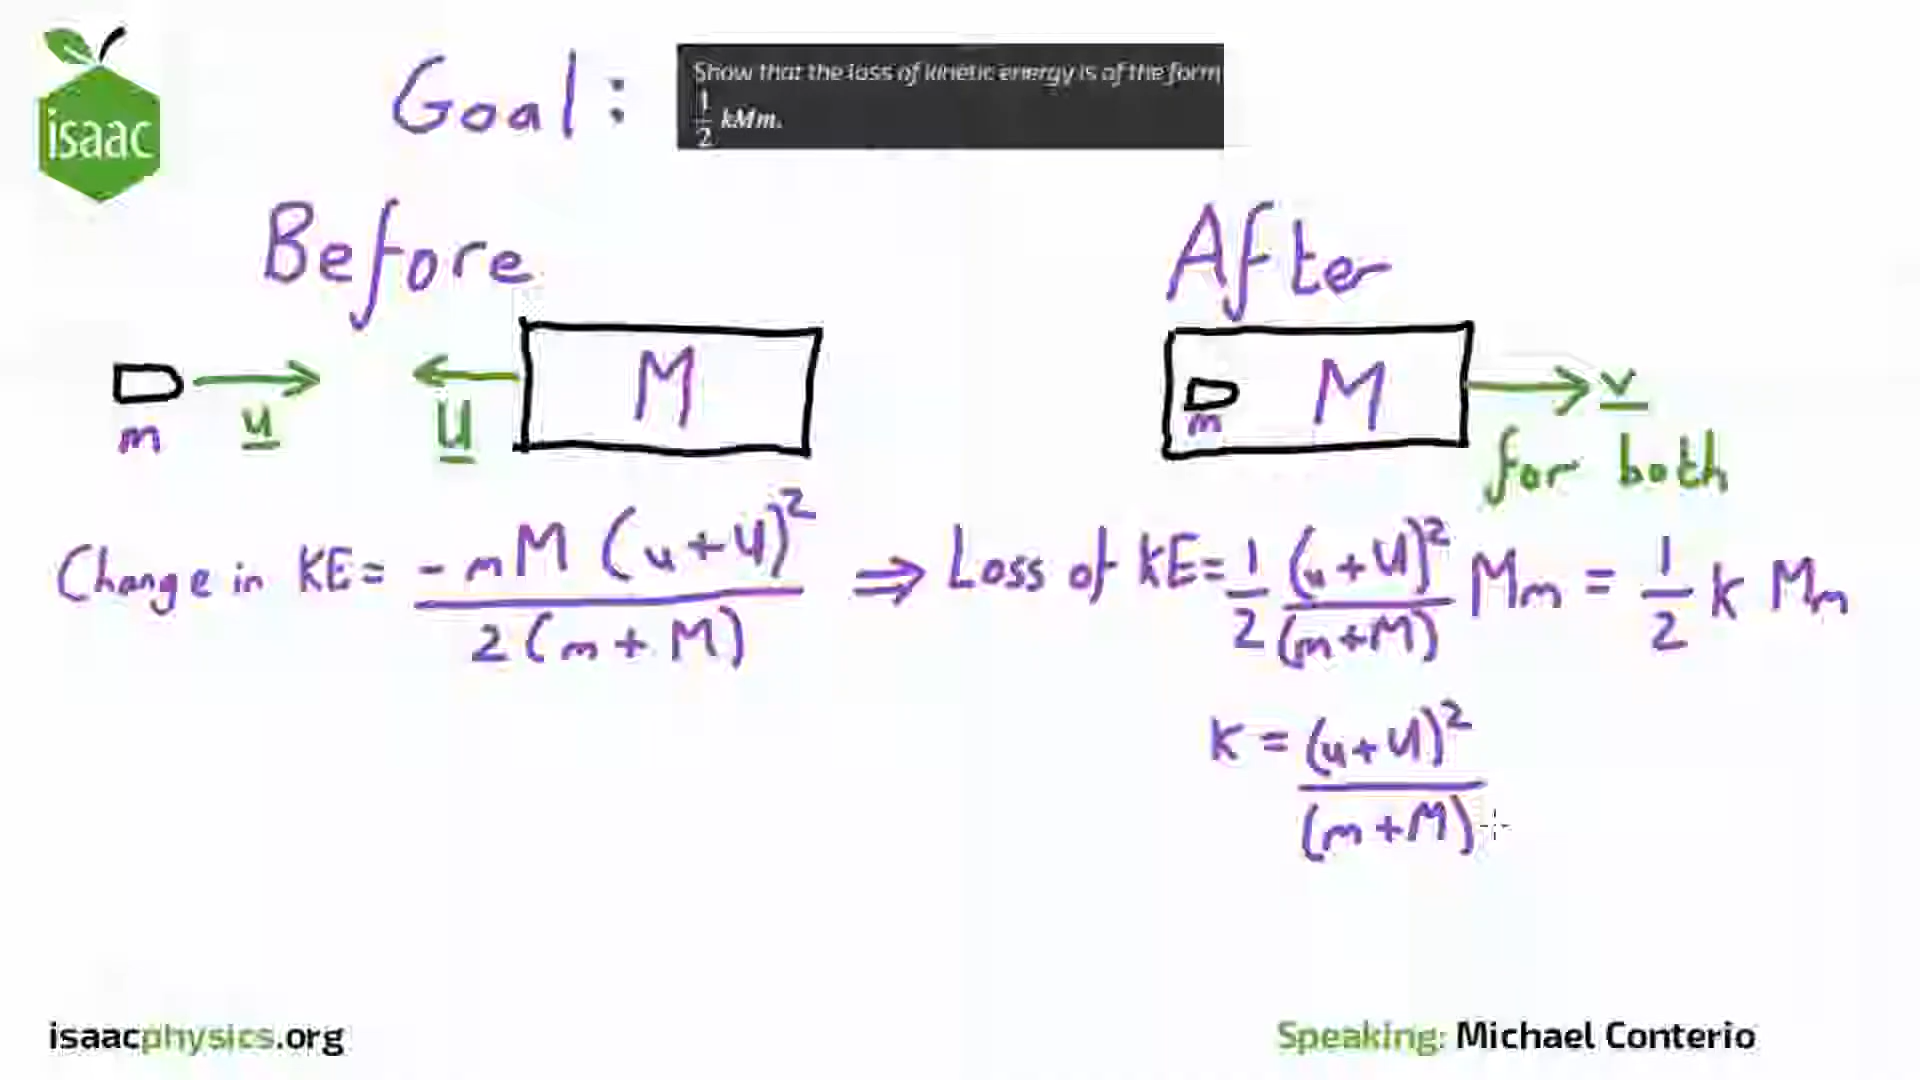 isaac
Goal:
Show that the loss of kinetic energy is of the form
1/2 kMm.
Before
After
m u U M
m M v
for both
Change in KE = -mM (u+U)² / 2(m+M) ⇒ Loss of KE = 1/2 (u+U)²/(m+M) Mm = 1/2 k Mm
k = (u+U)² / (m+M)
isaacphysics.org
Speaking: Michael Conterio